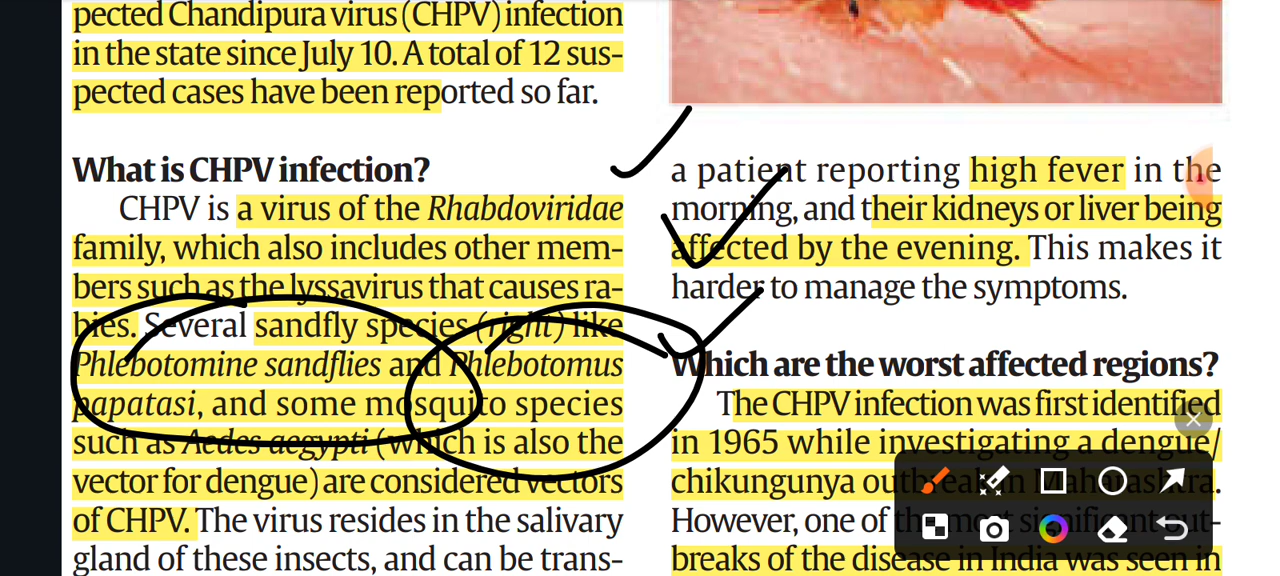 pected Chandipura virus (CHPV) infection
in the state since July 10. A total of 12 sus-
pected cases have been reported so far.
What is CHPV infection?
CHPV is a virus of the Rhabdoviridae
family, which also includes other mem-
bers such as the lyssavirus that causes ra-
bies. Several sandfly species (right) like
Phlebotomine sandflies and Phlebotomus
papatasi, and some mosquito species
such as Aedes aegypti (which is also the
vector for dengue) are considered vectors
of CHPV. The virus resides in the salivary
gland of these insects, and can be trans-
a patient reporting high fever in the
morning, and their kidneys or liver being
affected by the evening. This makes it
harder to manage the symptoms.
Which are the worst affected regions?
The CHPV infection was first identified
in 1965 while investigating a dengue/
chikungunya outbreak in Maharashtra.
However, one of the most significant out-
breaks of the disease in India was seen in